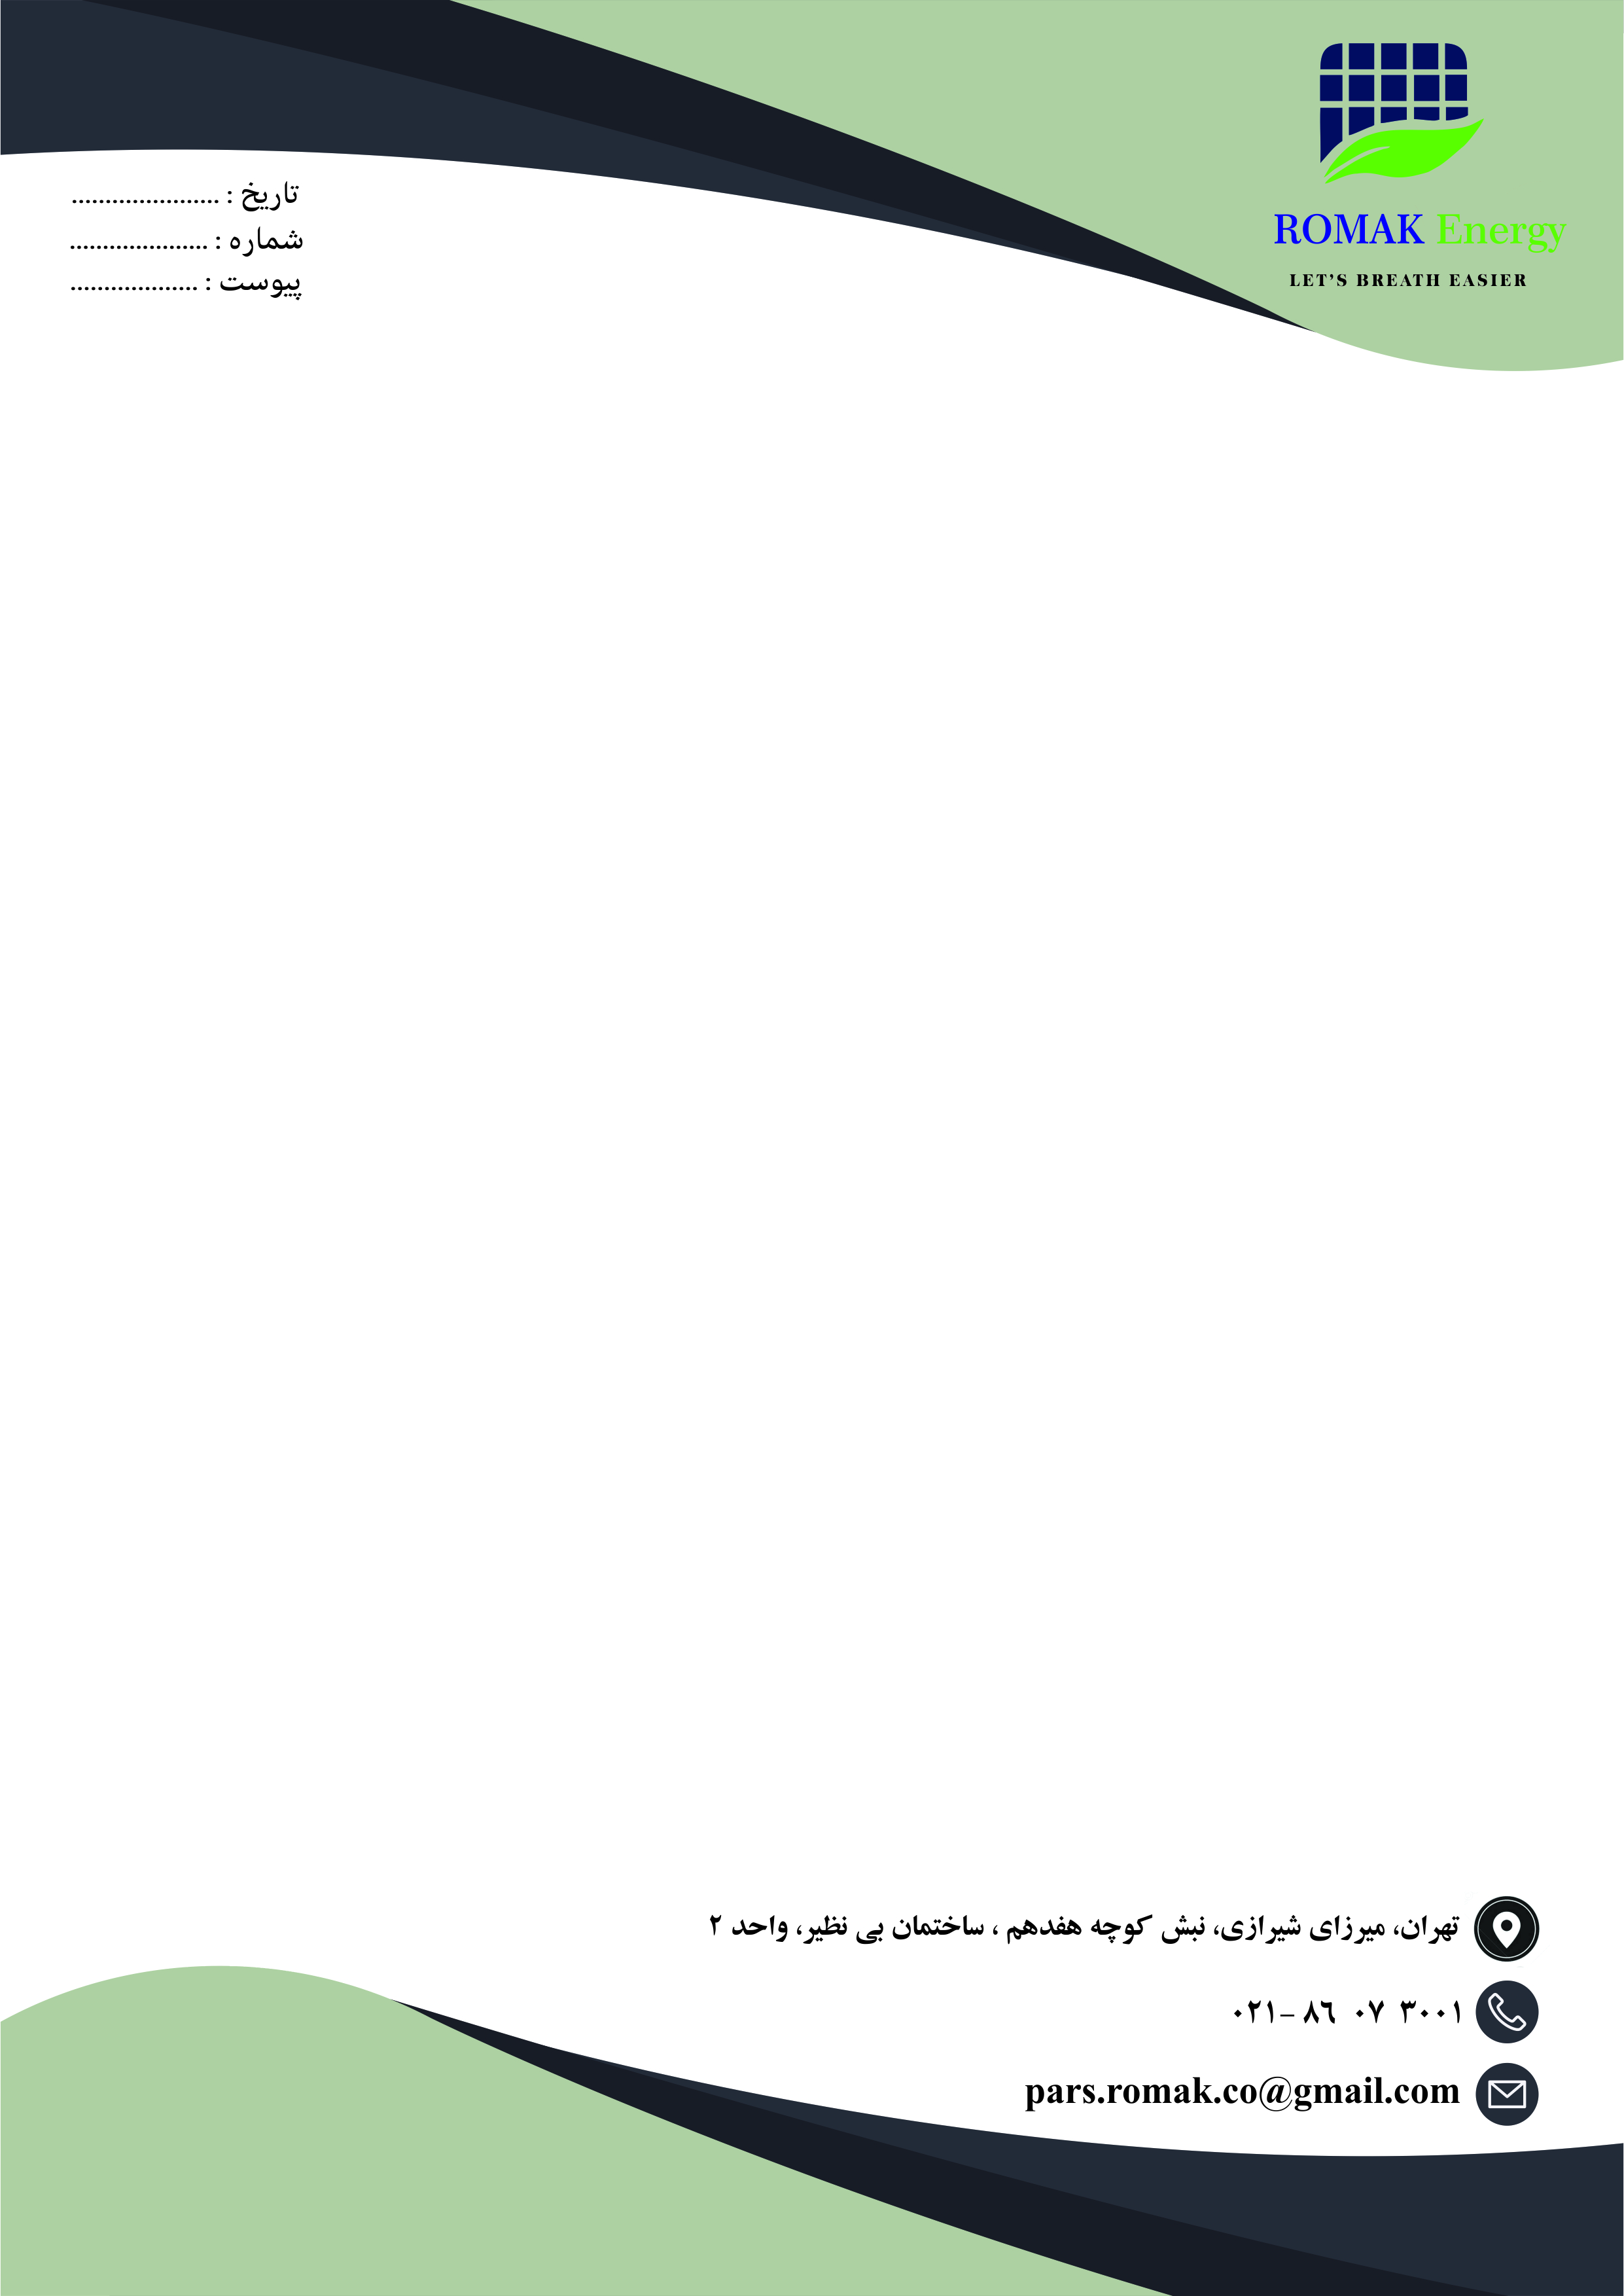 ROMAK Energy
LET'S BREATH EASIER
تاریخ : ......................
شماره : .....................
پیوست : ...................
تهران، میرزای شیرازی، نبش کوچه هفدهم ، ساختمان بی نظیر، واحد ۲
۰۲۱- ۸۶ ۰۷ ۳۰۰۱
pars.romak.co@gmail.com